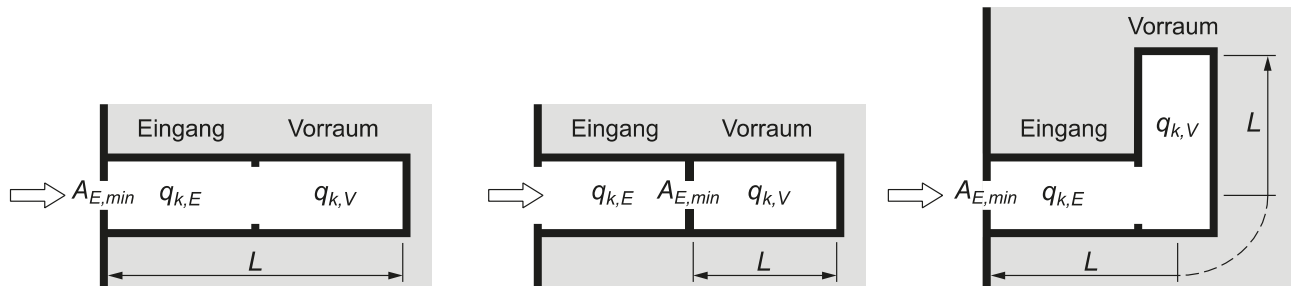 Eingang Vorraum
A_E,min q_k,E q_k,V
L
Eingang Vorraum
q_k,E A_E,min q_k,V
L
Vorraum
q_k,V
L
Eingang
A_E,min q_k,E
L